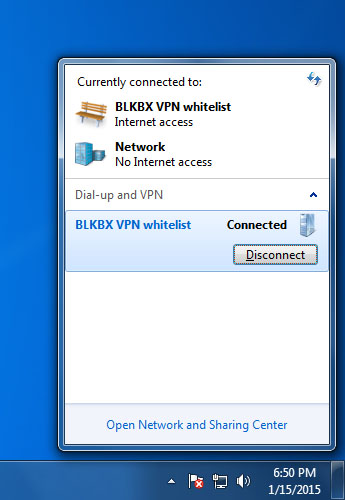 Currently connected to:
BLKBX VPN whitelist
Internet access
Network
No Internet access
Dial-up and VPN
BLKBX VPN whitelist Connected
Disconnect
Open Network and Sharing Center
6:50 PM
1/15/2015